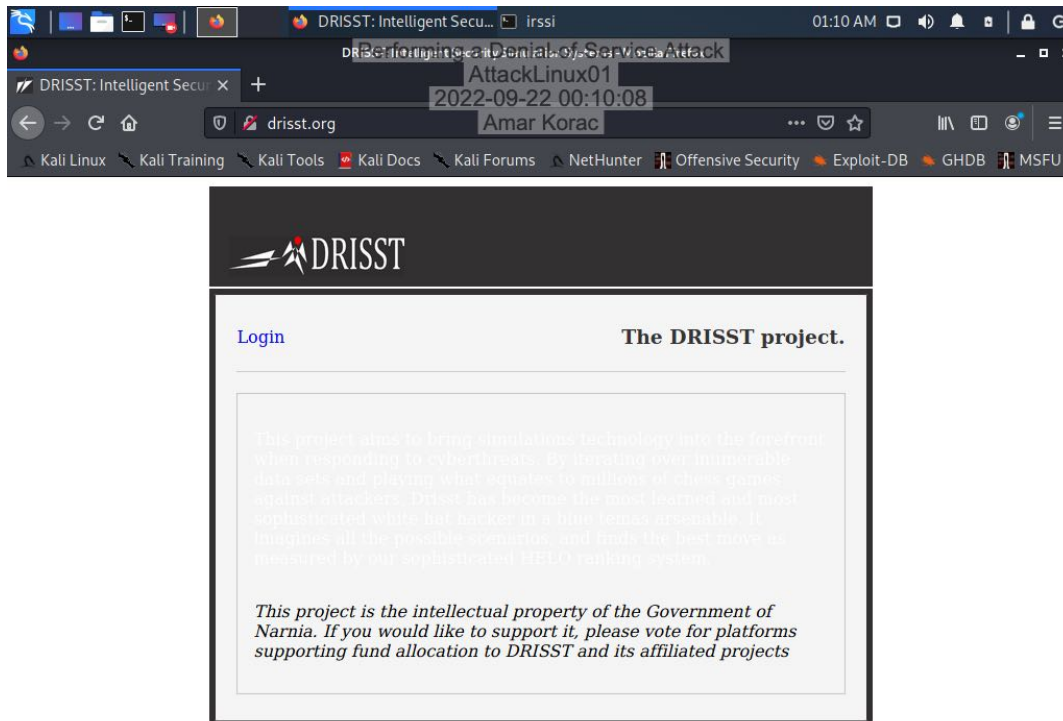 DRISST: Intelligent Secu... irssi 01:10 AM
Performing a Denial-of-Service Attack
AttackLinux01
2022-09-22 00:10:08
Amar Korac
DRISST: Intelligent Secur
drisst.org
Kali Linux Kali Training Kali Tools Kali Docs Kali Forums NetHunter Offensive Security Exploit-DB GHDB MSFU
DRISST
Login The DRISST project.
This project aims to bring simulations technology into the forefront
when responding to cyberthreats. By iterating over innumerable
data sets and playing what equates to millions of chess games
against attackers, Drisst has become the most learned and most
sophisticated white hat hacker in a blue temas arsenable. It
imagines all the possible scenarios, and finds the best move as
measured by our sophisticated HELO ranking system.
This project is the intellectual property of the Government of
Narnia. If you would like to support it, please vote for platforms
supporting fund allocation to DRISST and its affiliated projects